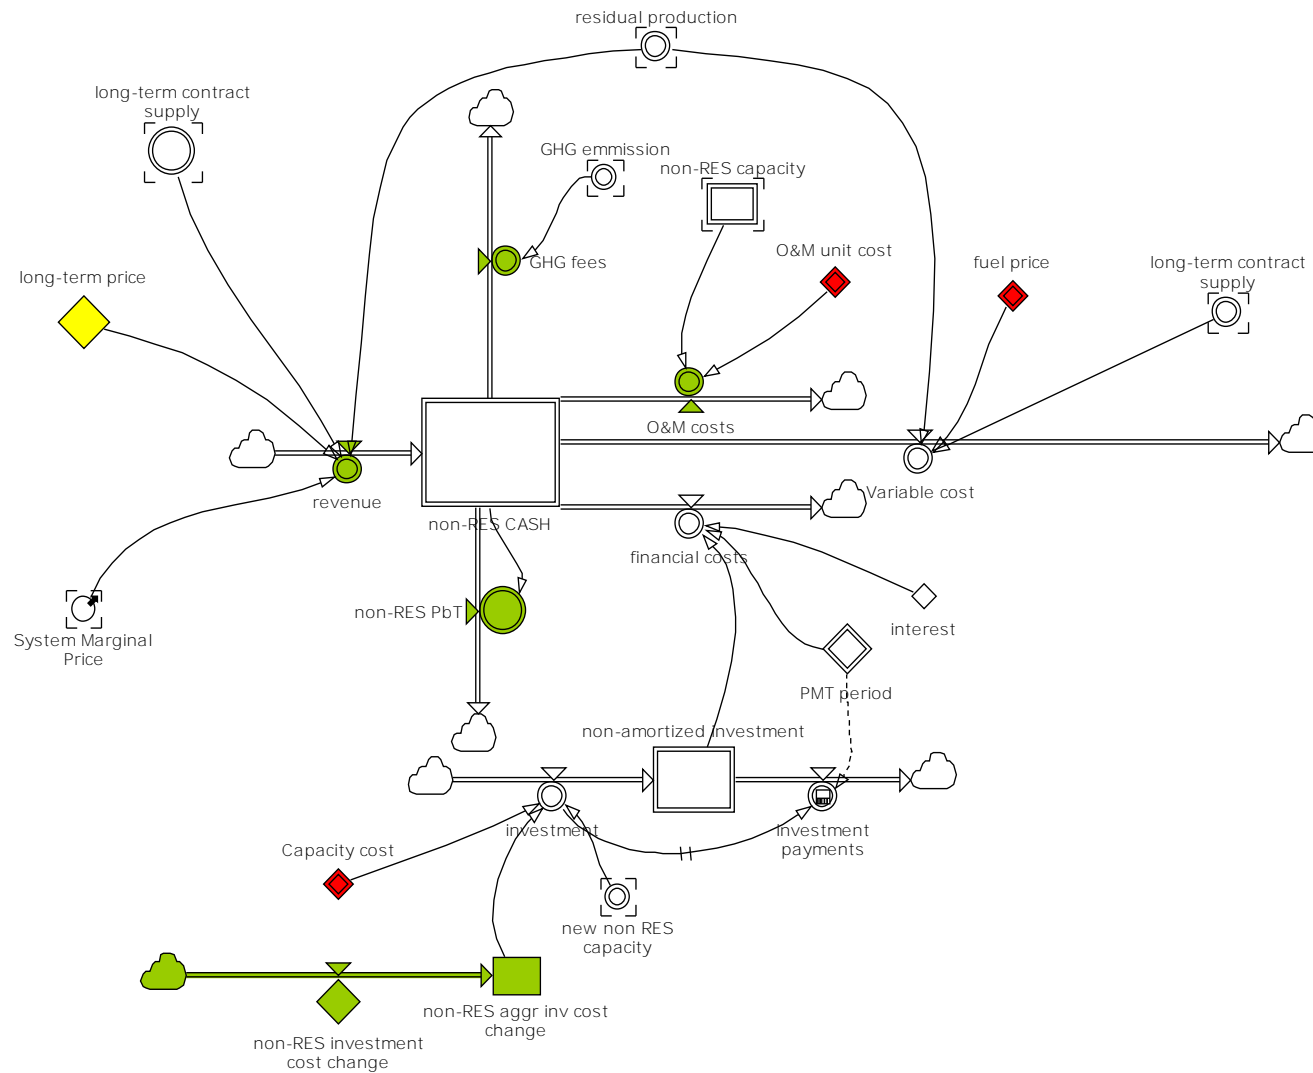 residual production
long-term contract
supply
GHG emmission
non-RES capacity
O&M unit cost
fuel price
long-term contract
supply
long-term price
GHG fees
O&M costs
revenue
non-RES CASH
Variable cost
financial costs
non-RES PbT
interest
System Marginal
Price
PMT period
non-amortized investment
investment
investment
payments
Capacity cost
new non RES
capacity
non-RES aggr inv cost
change
non-RES investment
cost change